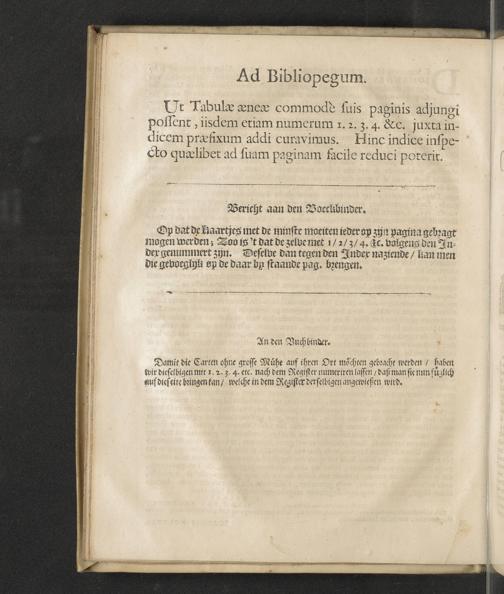 Ad Bibliopegum.
Ut Tabulæ æneæ commodè suis paginis adjungi
possent, iisdem etiam numerum 1. 2. 3. 4. &c. juxta in-
dicem præfixum addi curavimus. Hinc indice inspe-
cto quælibet ad suam paginam facile reduci poterit.
Bericht aan den Boeckbinder.
Op dat de kaartjes met de minste moeiten ieder op zijn pagina gebragt
mogen werden; Zoo is 't dat de zelve met 1/2/3/4. &c. volgens den In-
dex genummert zijn. Deselve dan tegen den Index naziende / kan men
die gevoeglijk op de daar by staande pag. brengen.
An den Buchbinder.
Damit die Carten ohne grosse Mühe auf ihren Ort möchten gebracht werden / haben
wir dieselbigen mit 1. 2. 3. 4. etc. nach dem Register numeriren lassen / daß man sie nun füglich
auf die seite bringen kan / welche in dem Register derselbigen angewiesen wird.